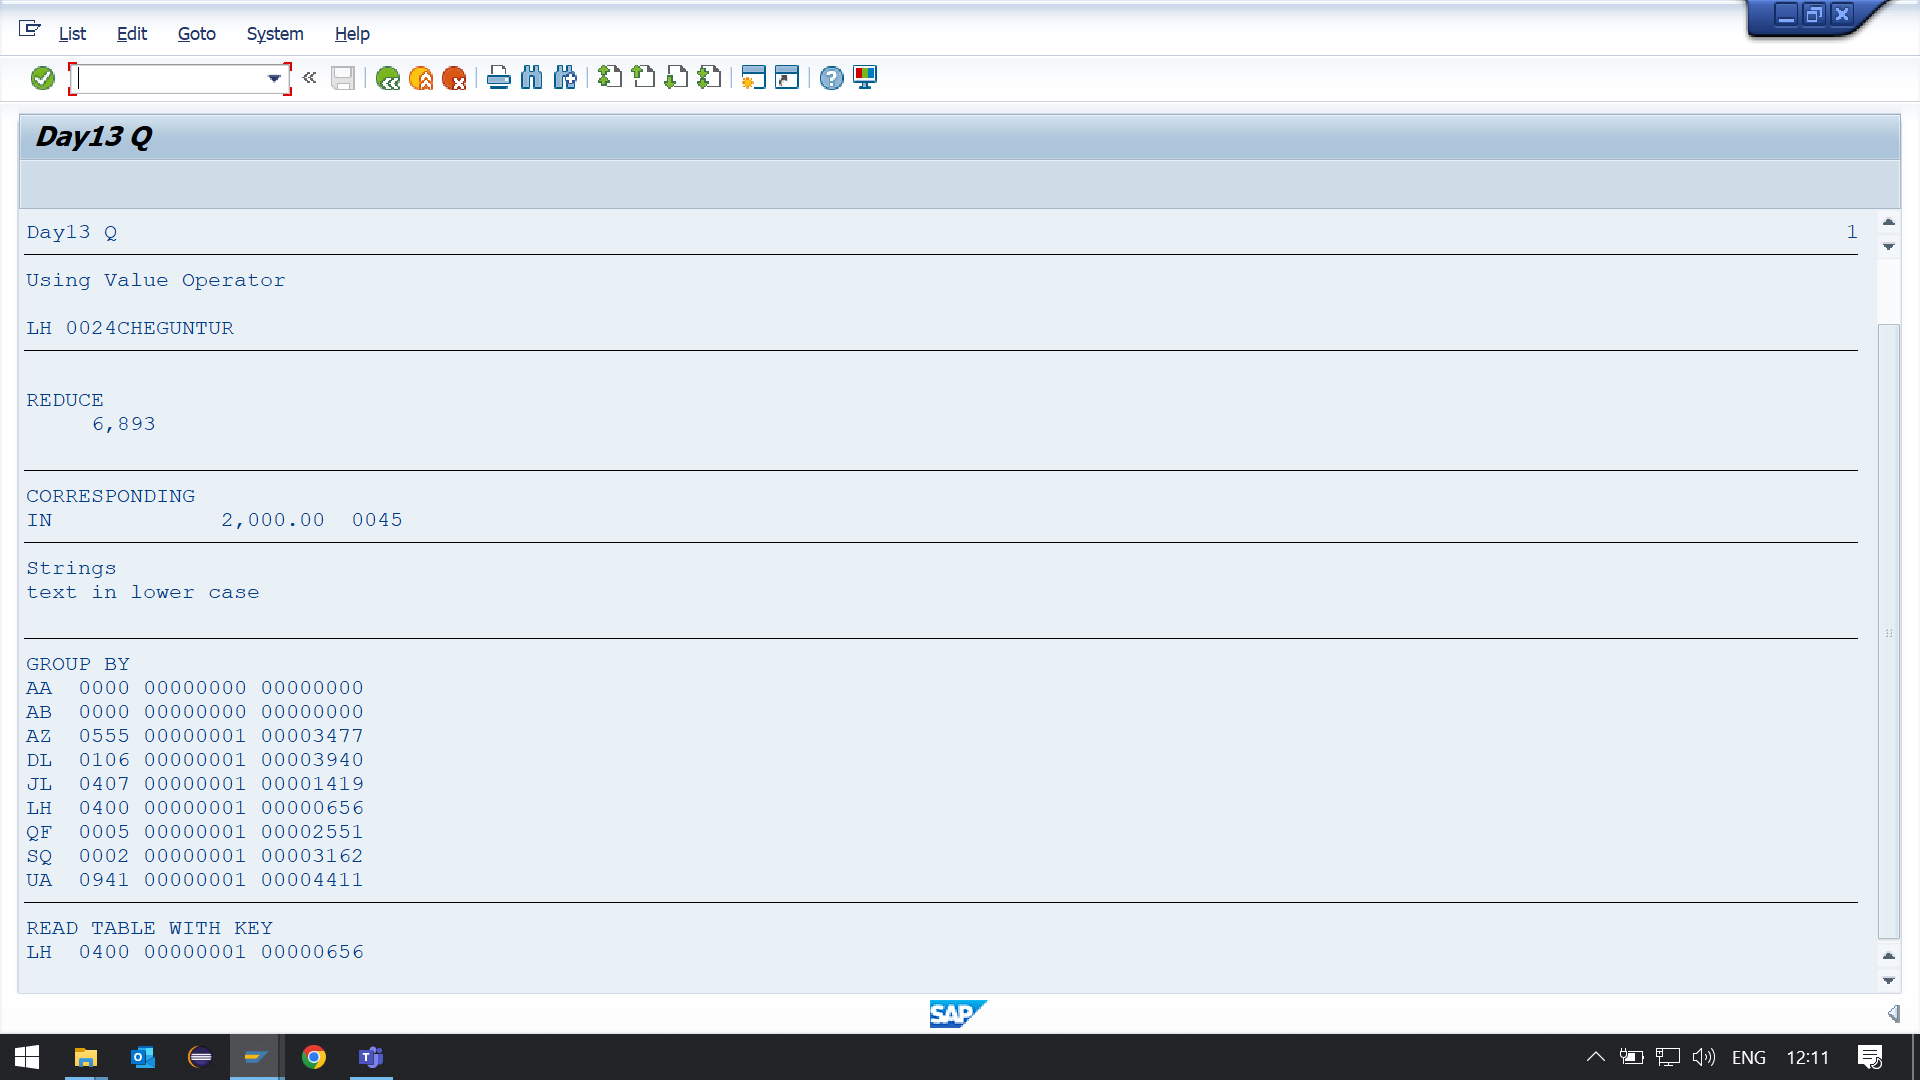 List Edit Goto System Help
Day13 Q
Day13 Q 1
Using Value Operator
LH 0024CHEGUNTUR
REDUCE
6,893
CORRESPONDING
IN 2,000.00 0045
Strings
text in lower case
GROUP BY
AA 0000 00000000 00000000
AB 0000 00000000 00000000
AZ 0555 00000001 00003477
DL 0106 00000001 00003940
JL 0407 00000001 00001419
LH 0400 00000001 00000656
QF 0005 00000001 00002551
SQ 0002 00000001 00003162
UA 0941 00000001 00004411
READ TABLE WITH KEY
LH 0400 00000001 00000656
SAP
ENG 12:11